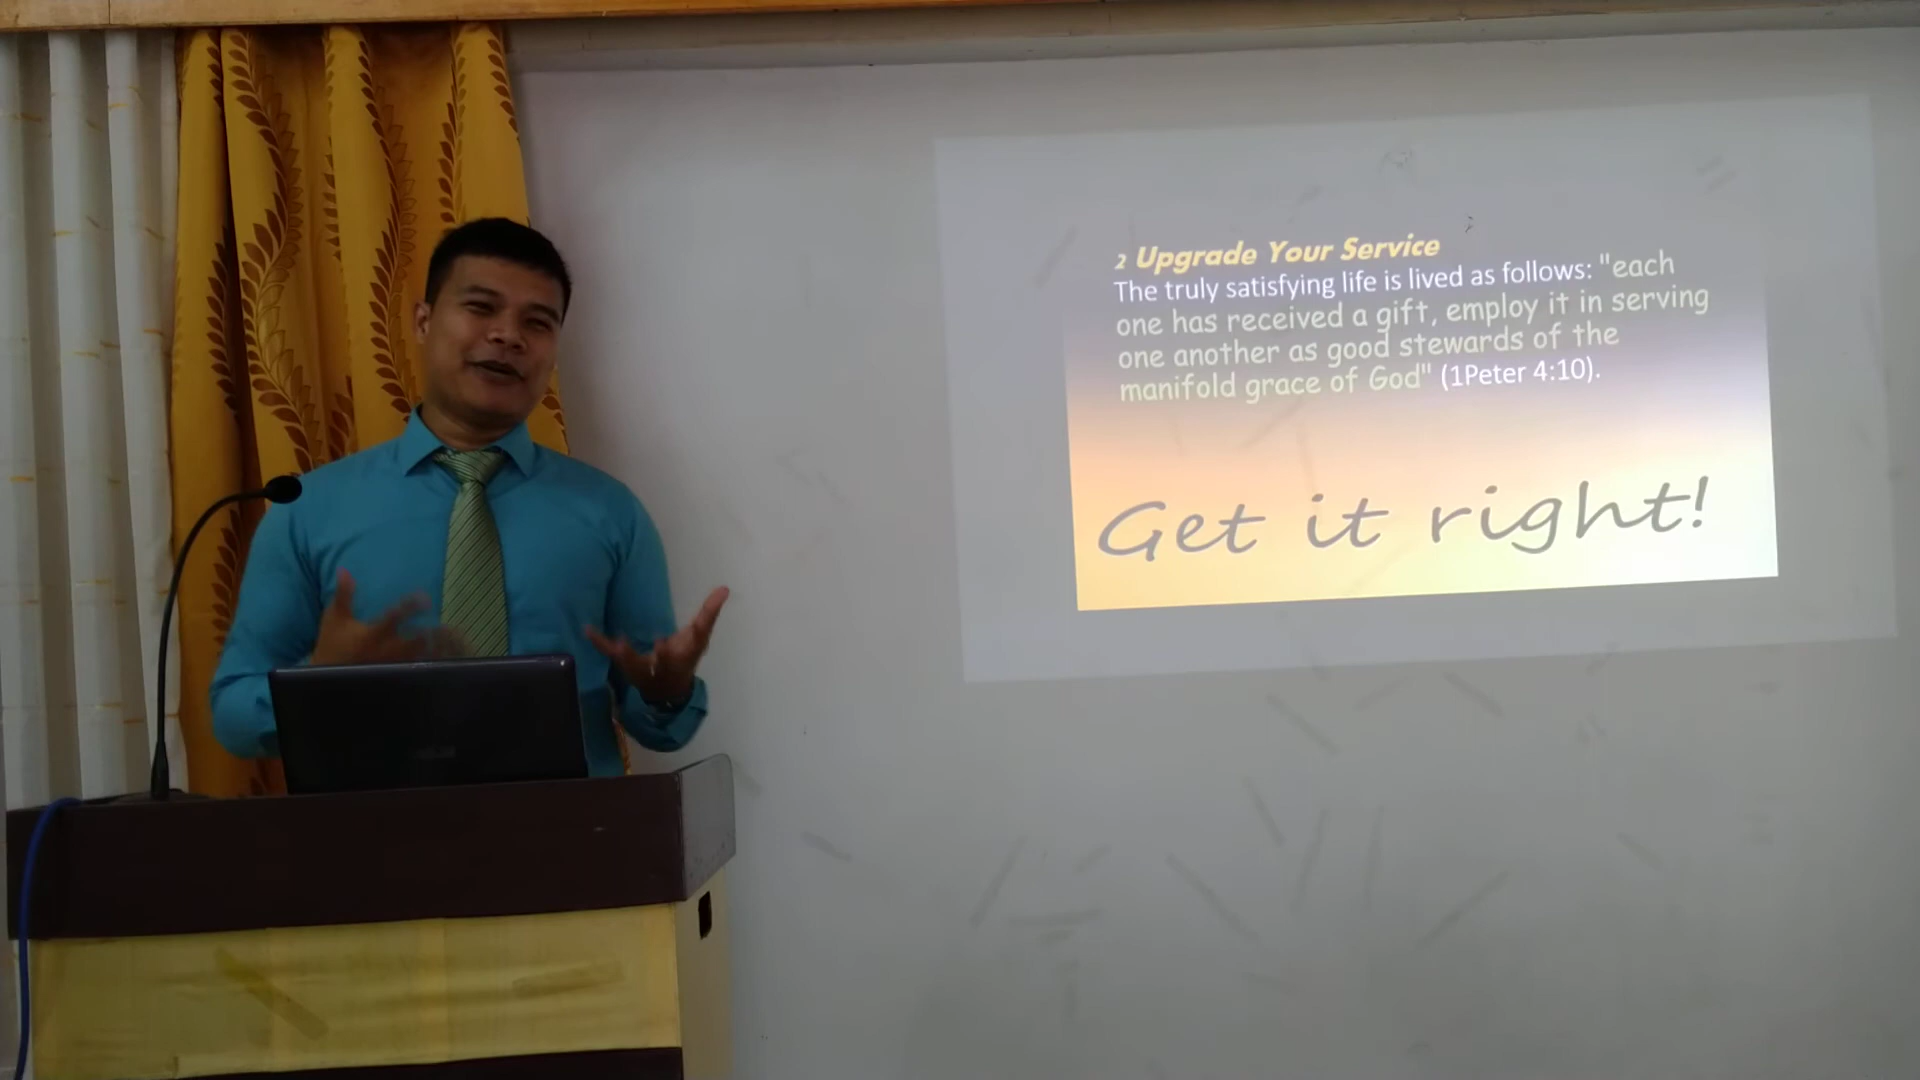 2 Upgrade Your Service
The truly satisfying life is lived as follows: "each
one has received a gift, employ it in serving
one another as good stewards of the
manifold grace of God" (1Peter 4:10).
Get it right!